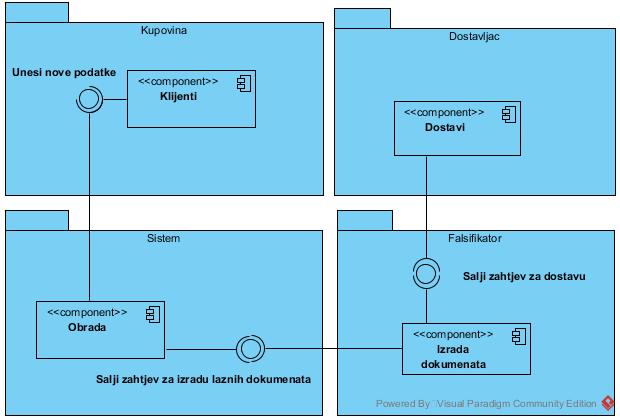 Kupovina
Unesi nove podatke
<<component>>
Klijenti
Dostavljac
<<component>>
Dostavi
Sistem
<<component>>
Obrada
Salji zahtjev za izradu laznih dokumenata
Falsifikator
Salji zahtjev za dostavu
<<component>>
Izrada
dokumenata
Powered By Visual Paradigm Community Edition